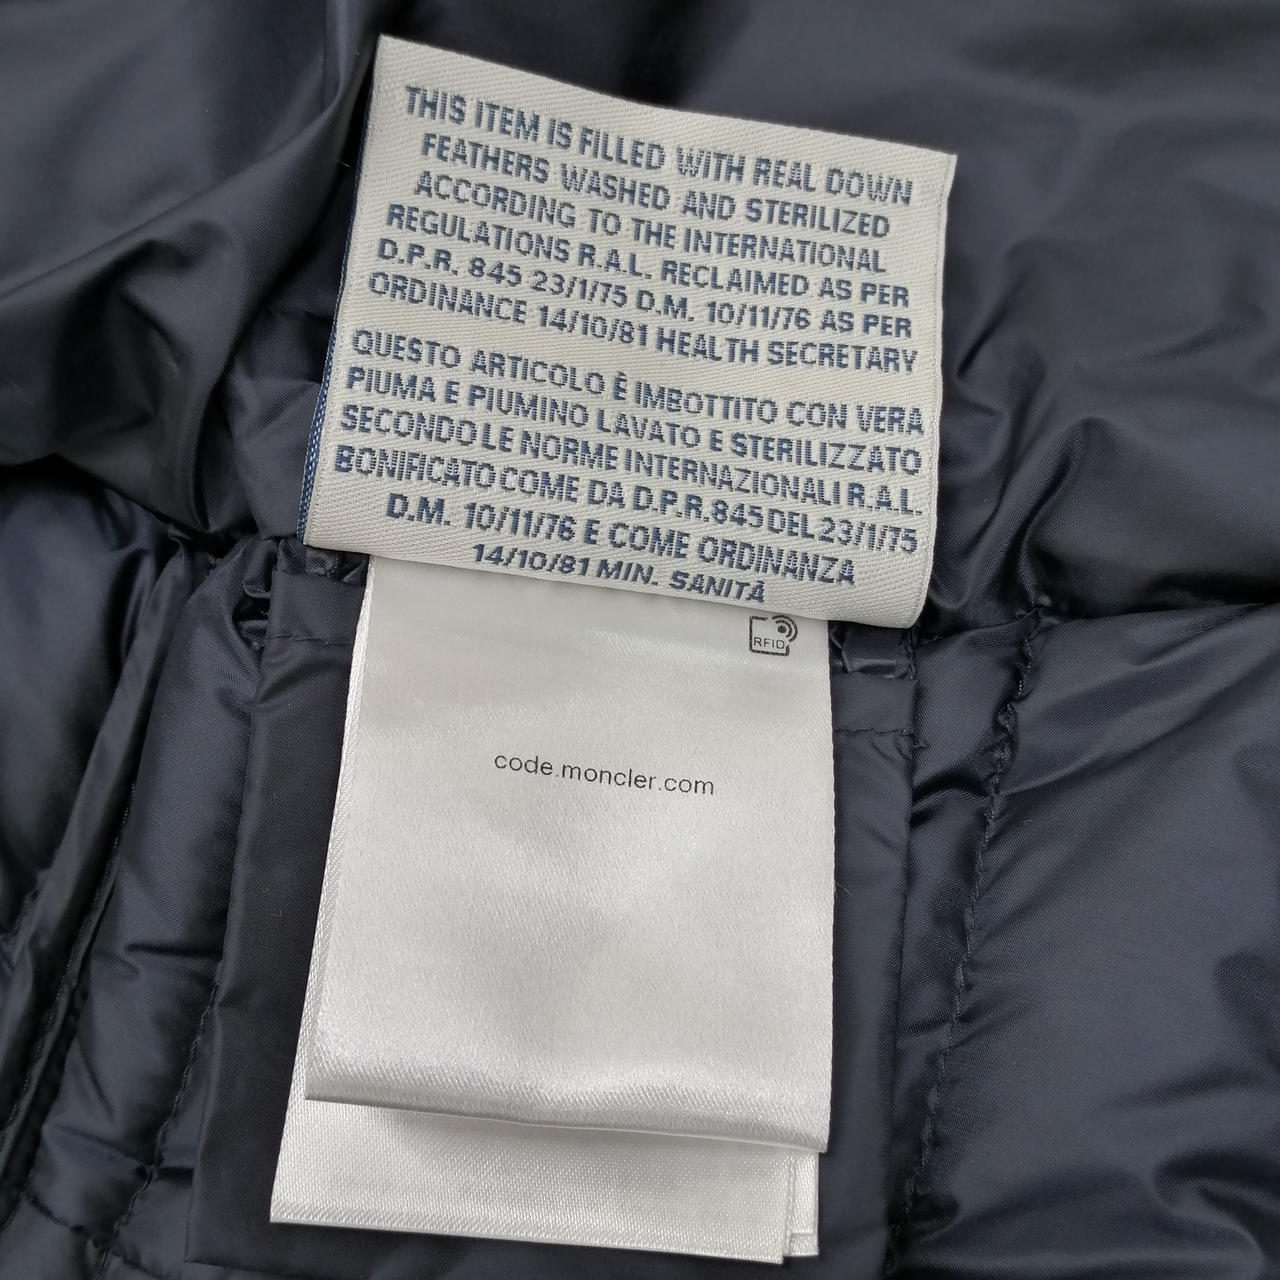 THIS ITEM IS FILLED WITH REAL DOWN
FEATHERS WASHED AND STERILIZED
ACCORDING TO THE INTERNATIONAL
REGULATIONS R.A.L. RECLAIMED AS PER
D.P.R. 845 23/1/75 D.M. 10/11/76 AS PER
ORDINANCE 14/10/81 HEALTH SECRETARY
QUESTO ARTICOLO È IMBOTTITO CON VERA
PIUMA E PIUMINO LAVATO E STERILIZZATO
SECONDO LE NORME INTERNAZIONALI R.A.L.
BONIFICATO COME DA D.P.R.845 DEL 23/1/75
D.M. 10/11/76 E COME ORDINANZA
14/10/81 MIN. SANITÀ
RFID
code.moncler.com